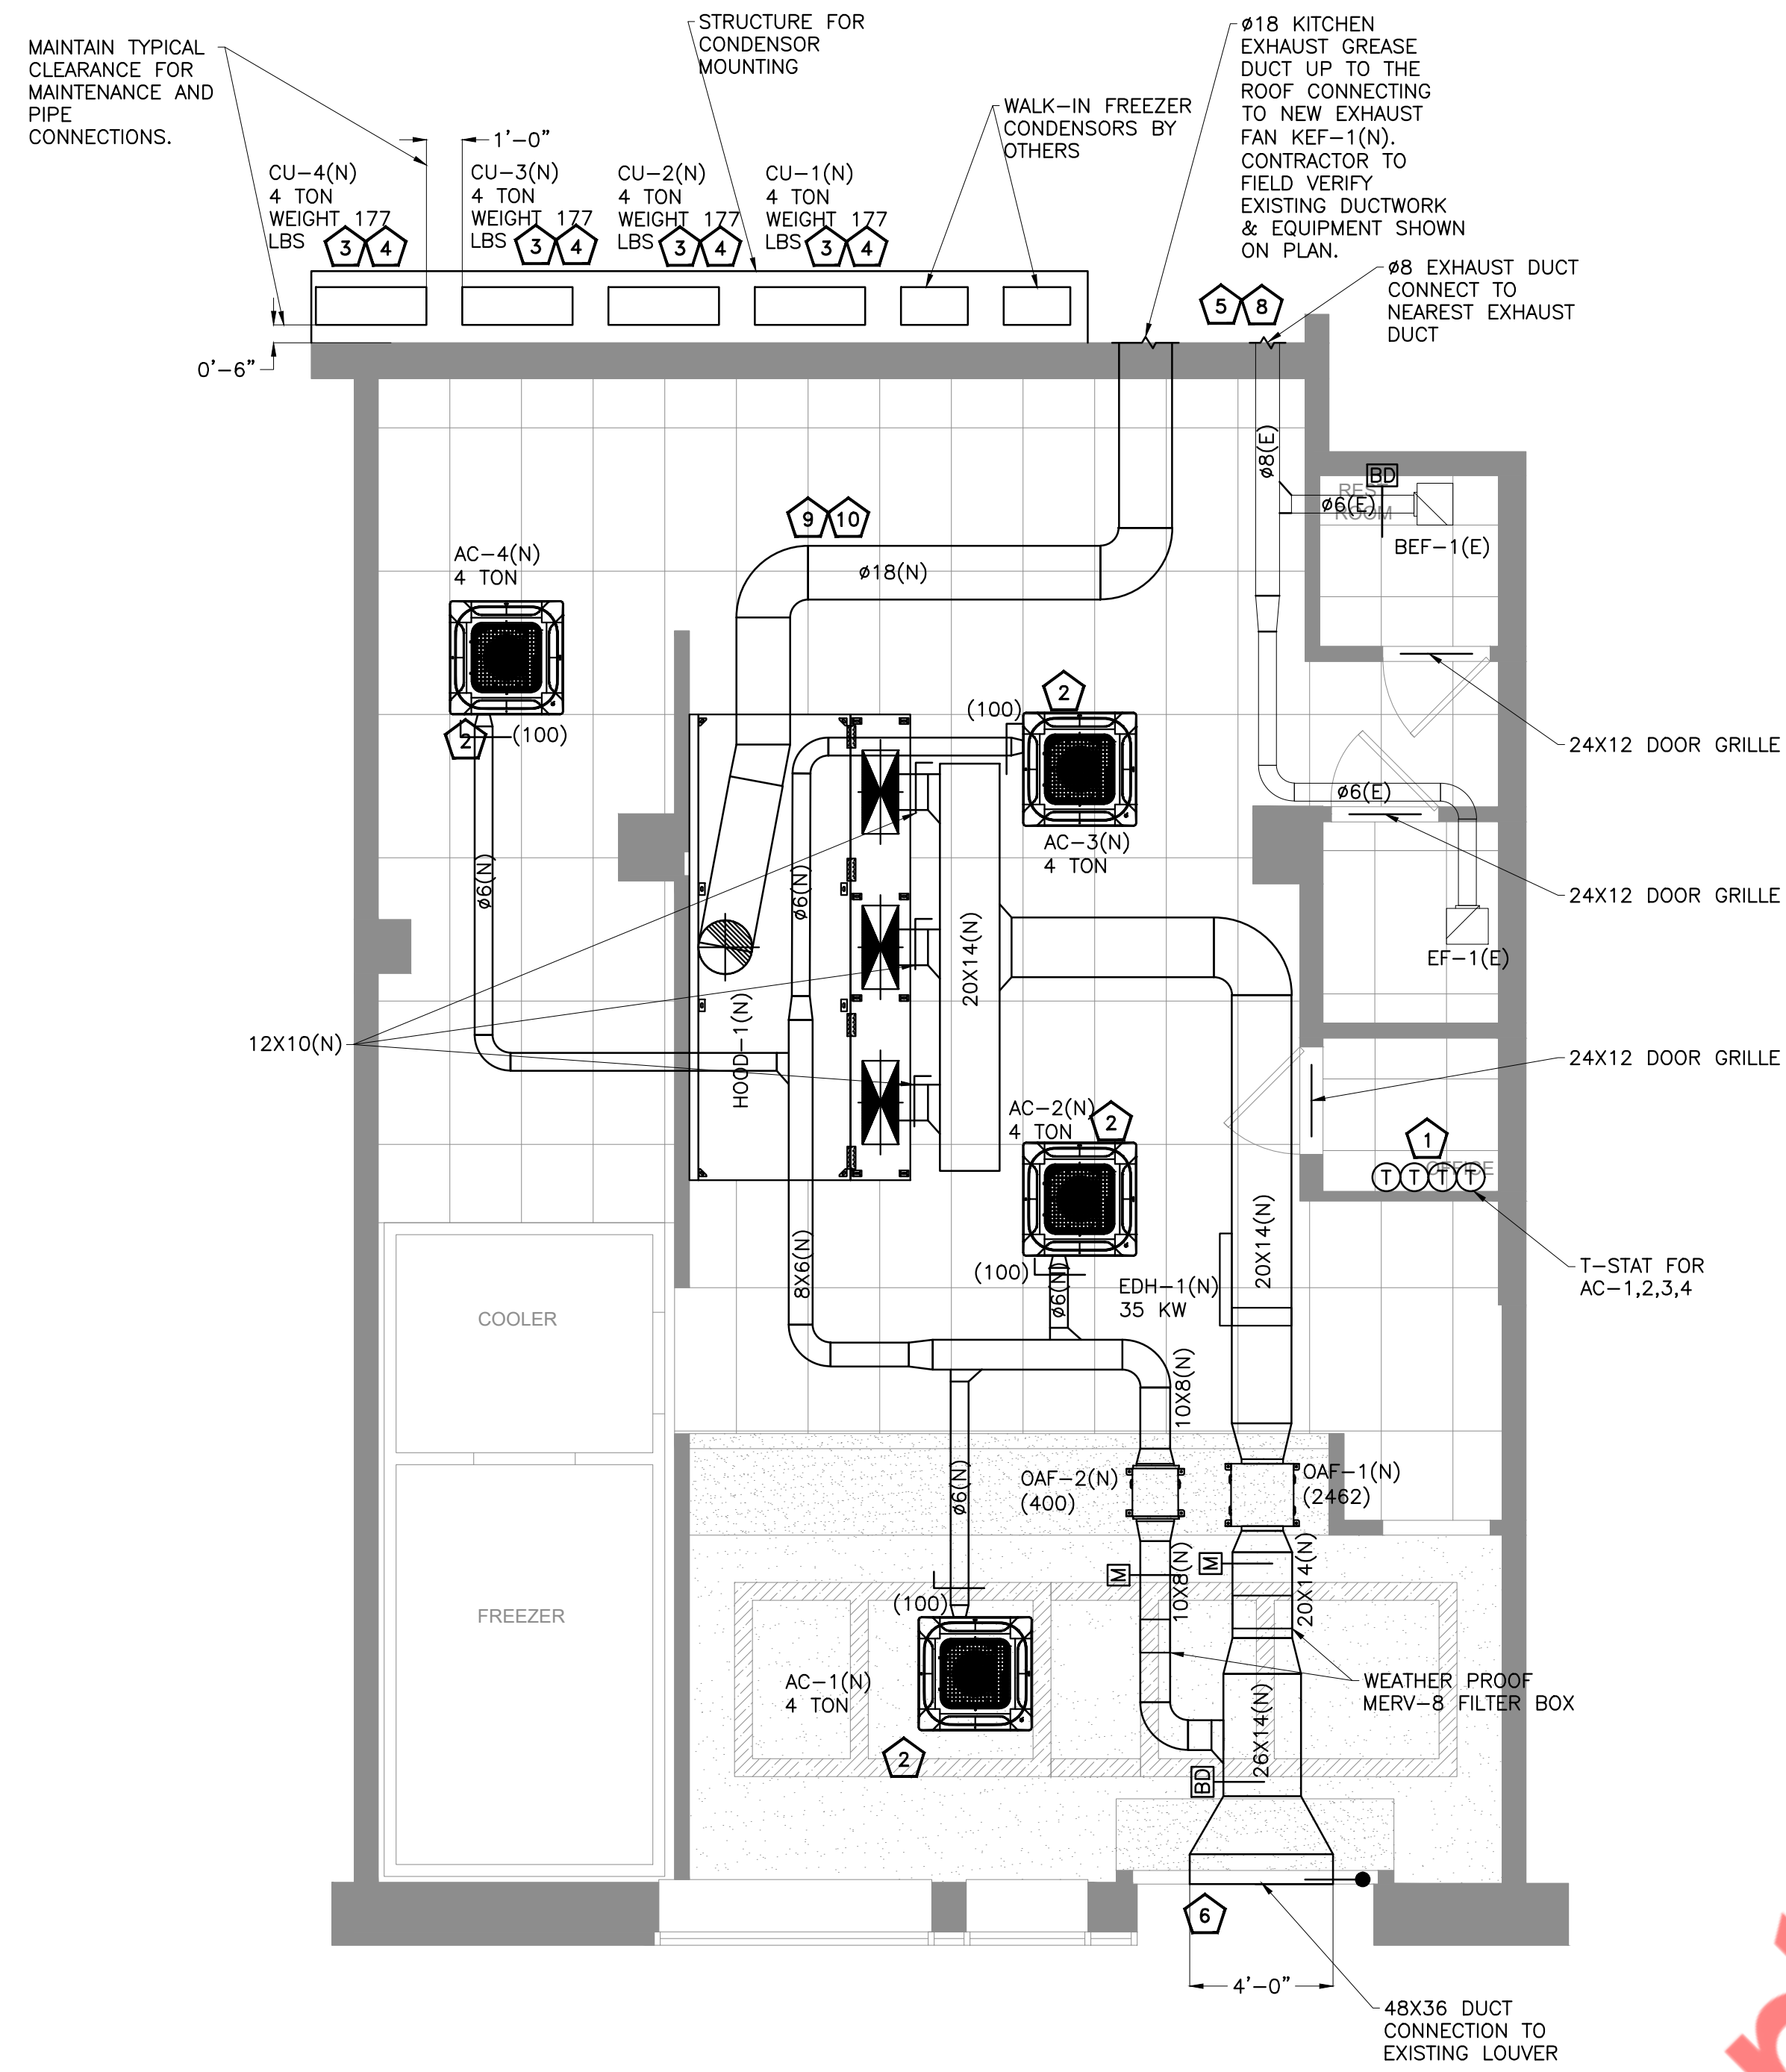 MAINTAIN TYPICAL
CLEARANCE FOR
MAINTENANCE AND
PIPE
CONNECTIONS.
STRUCTURE FOR
CONDENSOR
MOUNTING
WALK-IN FREEZER
CONDENSORS BY
OTHERS
ø18 KITCHEN
EXHAUST GREASE
DUCT UP TO THE
ROOF CONNECTING
TO NEW EXHAUST
FAN KEF-1(N).
CONTRACTOR TO
FIELD VERIFY
EXISTING DUCTWORK
& EQUIPMENT SHOWN
ON PLAN.
1'-0"
CU-4(N)
4 TON
WEIGHT 177
LBS
3 4
CU-3(N)
4 TON
WEIGHT 177
LBS
3 4
CU-2(N)
4 TON
WEIGHT 177
LBS
3 4
CU-1(N)
4 TON
WEIGHT 177
LBS
3 4
ø8 EXHAUST DUCT
CONNECT TO
NEAREST EXHAUST
DUCT
5 8
0'-6"
ø8(E)
BD
REST
ROOM
ø6(E)
BEF-1(E)
9 10
ø18(N)
AC-4(N)
4 TON
2
(100)
2
(100)
AC-3(N)
4 TON
24X12 DOOR GRILLE
ø6(E)
24X12 DOOR GRILLE
EF-1(E)
ø6(N)
ø6(N)
20X14(N)
HOOD-1(N)
12X10(N)
24X12 DOOR GRILLE
AC-2(N)
4 TON
2
1
OFFICE
T T T T
T-STAT FOR
AC-1,2,3,4
8X6(N)
(100)
ø6(N)
EDH-1(N)
35 KW
20X14(N)
COOLER
10X8(N)
OAF-2(N)
(400)
OAF-1(N)
(2462)
ø6(N)
M
10X8(N)
M
20X14(N)
FREEZER
(100)
AC-1(N)
4 TON
2
WEATHER PROOF
MERV-8 FILTER BOX
26X14(N)
BD
6
4'-0"
48X36 DUCT
CONNECTION TO
EXISTING LOUVER